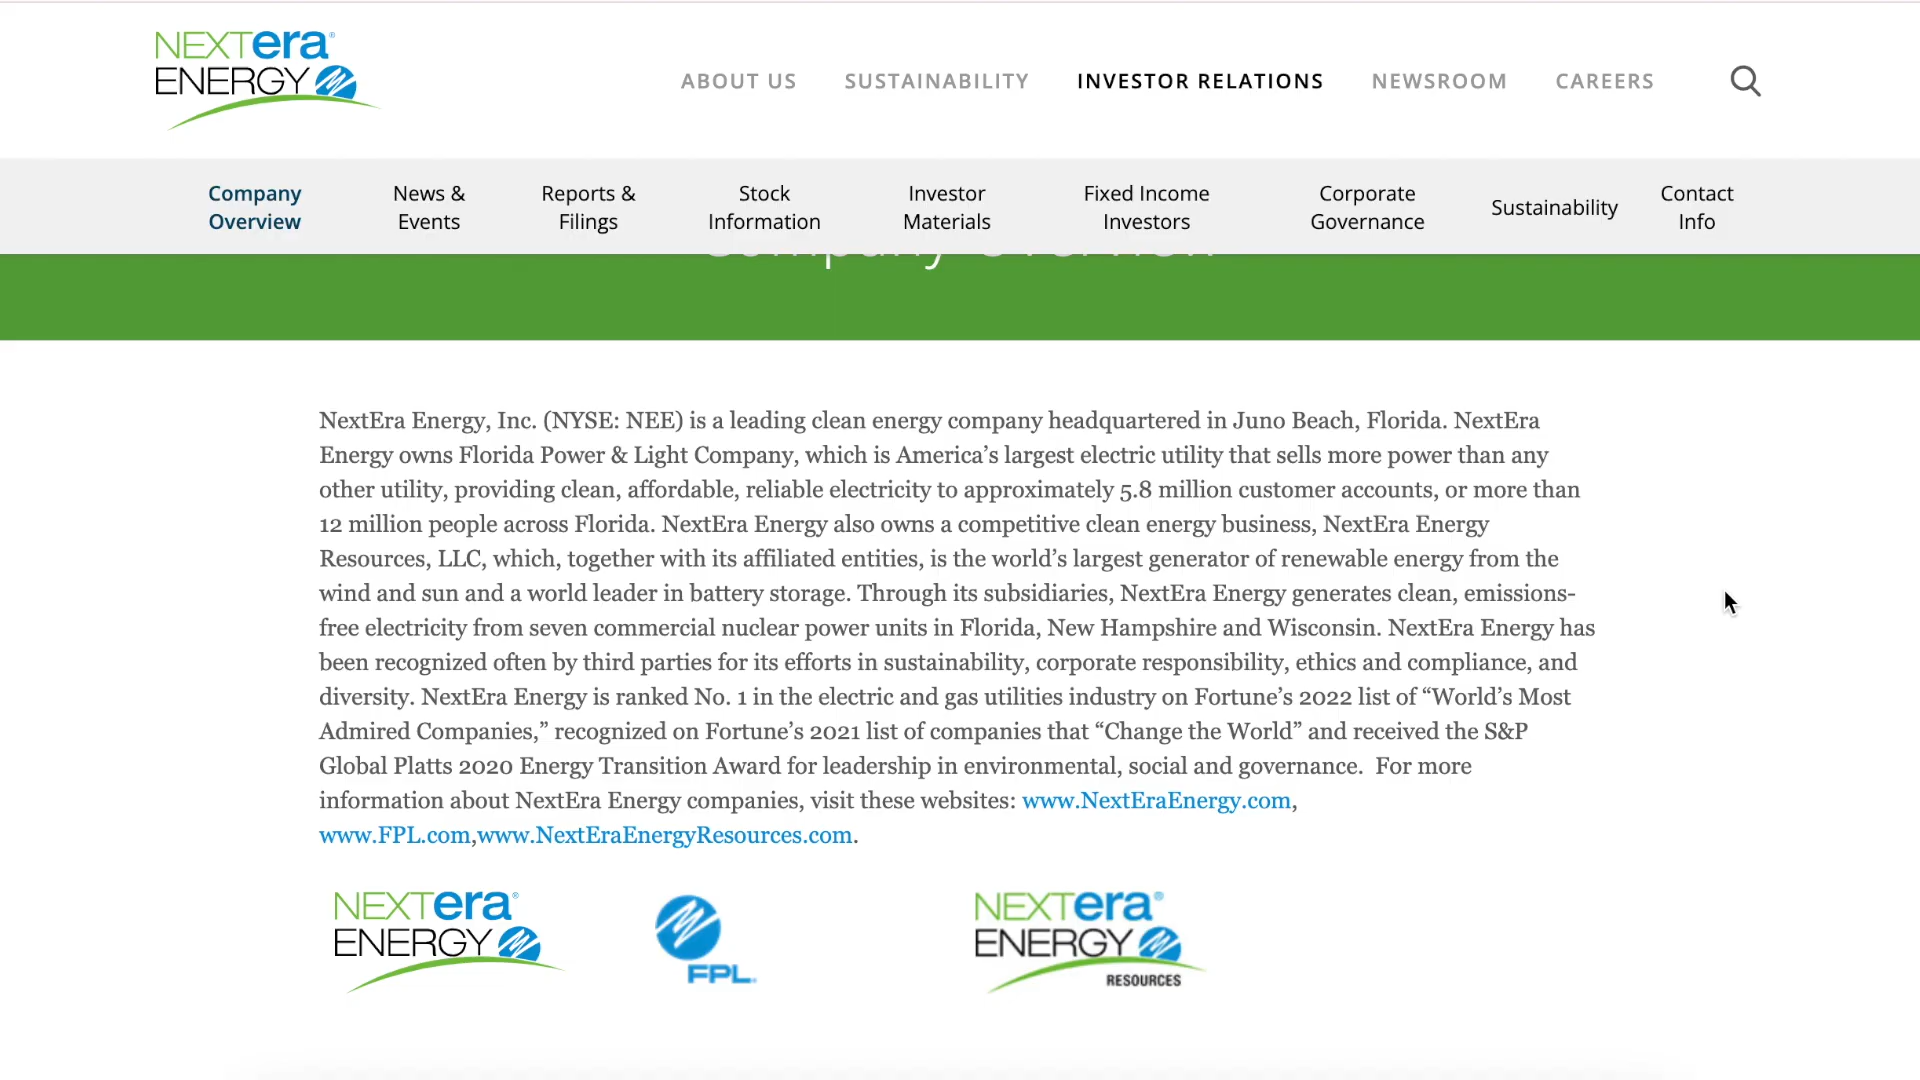 NEXTera®
ENERGY
ABOUT US
SUSTAINABILITY
INVESTOR RELATIONS
NEWSROOM
CAREERS
Company
Overview
News &
Events
Reports &
Filings
Stock
Information
Investor
Materials
Fixed Income
Investors
Corporate
Governance
Sustainability
Contact
Info
Company Overview
NextEra Energy, Inc. (NYSE: NEE) is a leading clean energy company headquartered in Juno Beach, Florida. NextEra
Energy owns Florida Power & Light Company, which is America’s largest electric utility that sells more power than any
other utility, providing clean, affordable, reliable electricity to approximately 5.8 million customer accounts, or more than
12 million people across Florida. NextEra Energy also owns a competitive clean energy business, NextEra Energy
Resources, LLC, which, together with its affiliated entities, is the world’s largest generator of renewable energy from the
wind and sun and a world leader in battery storage. Through its subsidiaries, NextEra Energy generates clean, emissions-
free electricity from seven commercial nuclear power units in Florida, New Hampshire and Wisconsin. NextEra Energy has
been recognized often by third parties for its efforts in sustainability, corporate responsibility, ethics and compliance, and
diversity. NextEra Energy is ranked No. 1 in the electric and gas utilities industry on Fortune’s 2022 list of “World’s Most
Admired Companies,” recognized on Fortune’s 2021 list of companies that “Change the World” and received the S&P
Global Platts 2020 Energy Transition Award for leadership in environmental, social and governance.  For more
information about NextEra Energy companies, visit these websites: www.NextEraEnergy.com,
www.FPL.com,www.NextEraEnergyResources.com.
NEXTera®
ENERGY
FPL.
NEXTera®
ENERGY
RESOURCES